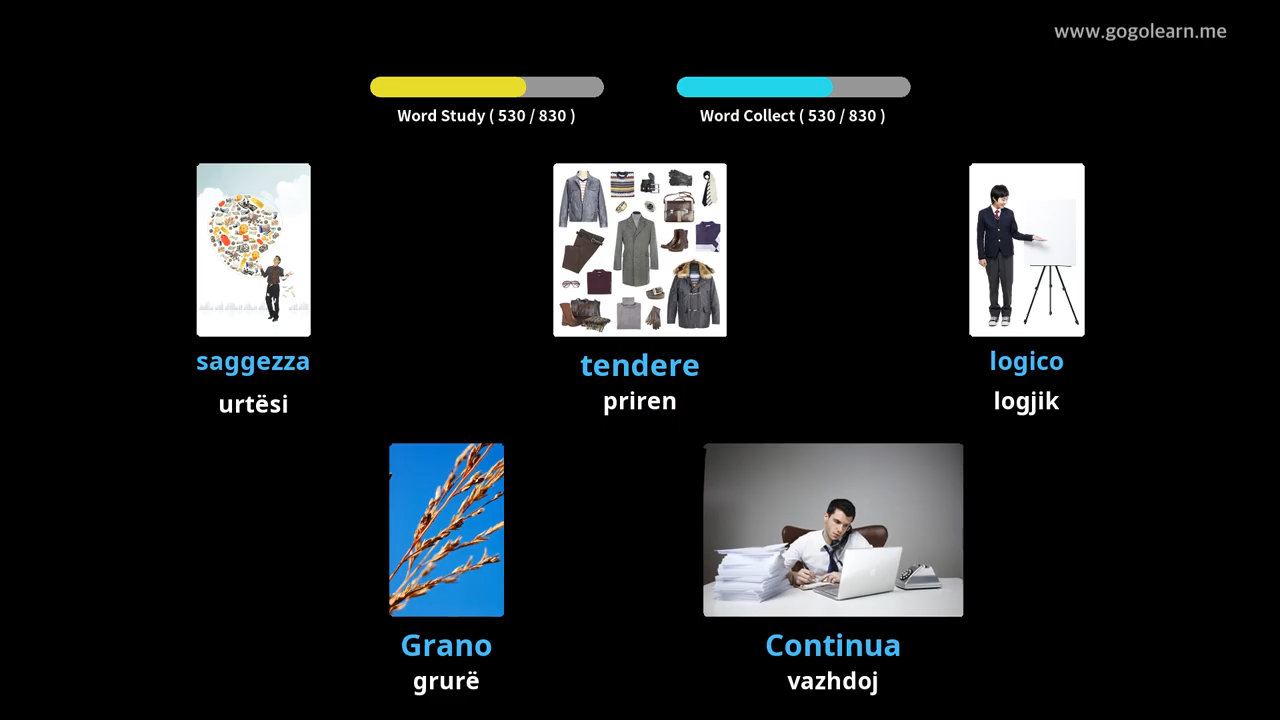 www.gogolearn.me
Word Study ( 530 / 830 )
Word Collect ( 530 / 830 )
saggezza
urtësi
tendere
priren
logico
logjik
Grano
grurë
Continua
vazhdoj